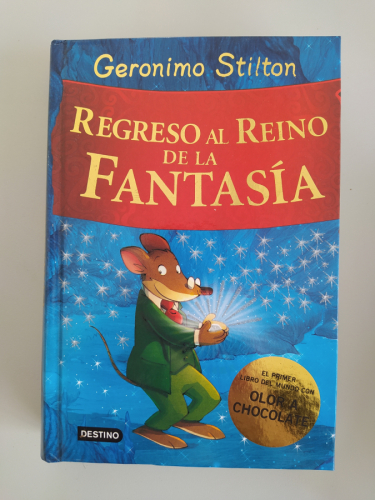 Geronimo Stilton
REGRESO AL REINO
DE LA
FANTASÍA
EL PRIMER
LIBRO DEL MUNDO CON
OLOR A
CHOCOLATE
DESTINO